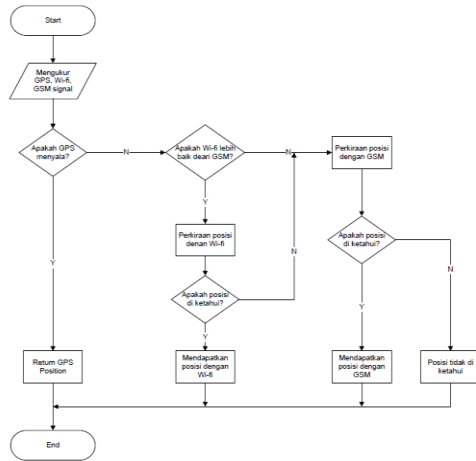 Start
Mengukur
GPS, Wi-fi,
GSM signal
Apakah GPS
menyala?
N
Apakah Wi-fi lebih
baik deari GSM?
N
Perkiraan posisi
dengan GSM
Y
Perkiraan posisi
denan Wi-fi
Apakah posisi
di ketahui?
N
Apakah posisi
di ketahui?
N
Y
Y
Y
Return GPS
Position
Mendapatkan
posisi dengan
Wi-fi
Mendapatkan
posisi dengan
GSM
Posisi tidak di
ketahui
End